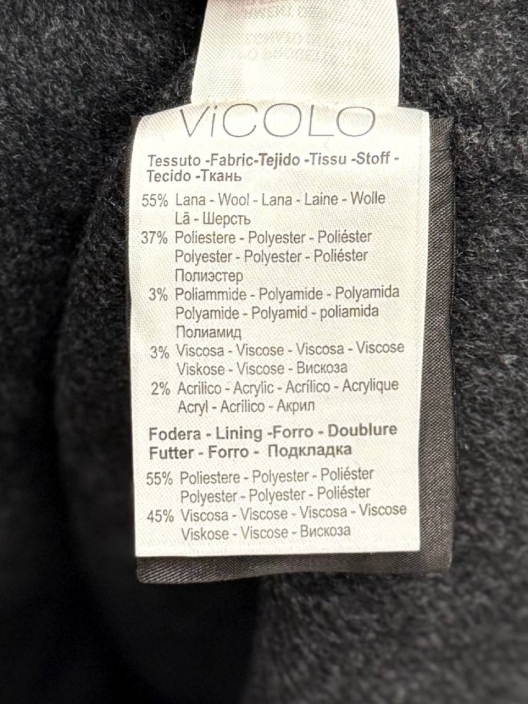 ViCOLO
Tessuto -Fabric-Tejido -Tissu -Stoff -
Tecido -Ткань
55% Lana - Wool - Lana - Laine - Wolle
Lã - Шерсть
37% Poliestere - Polyester - Poliéster
Polyester - Polyester - Poliéster
Полиэстер
3% Poliammide - Polyamide - Polyamida
Polyamide - Polyamid - poliamida
Полиамид
3% Viscosa - Viscose - Viscosa - Viscose
Viskose - Viscose - Вискоза
2% Acrilico - Acrylic - Acrílico - Acrylique
Acryl - Acrílico - Акрил
Fodera - Lining -Forro - Doublure
Futter - Forro - Подкладка
55% Poliestere - Polyester - Poliéster
Polyester - Polyester - Poliéster
45% Viscosa - Viscose - Viscosa - Viscose
Viskose - Viscose - Вискоза